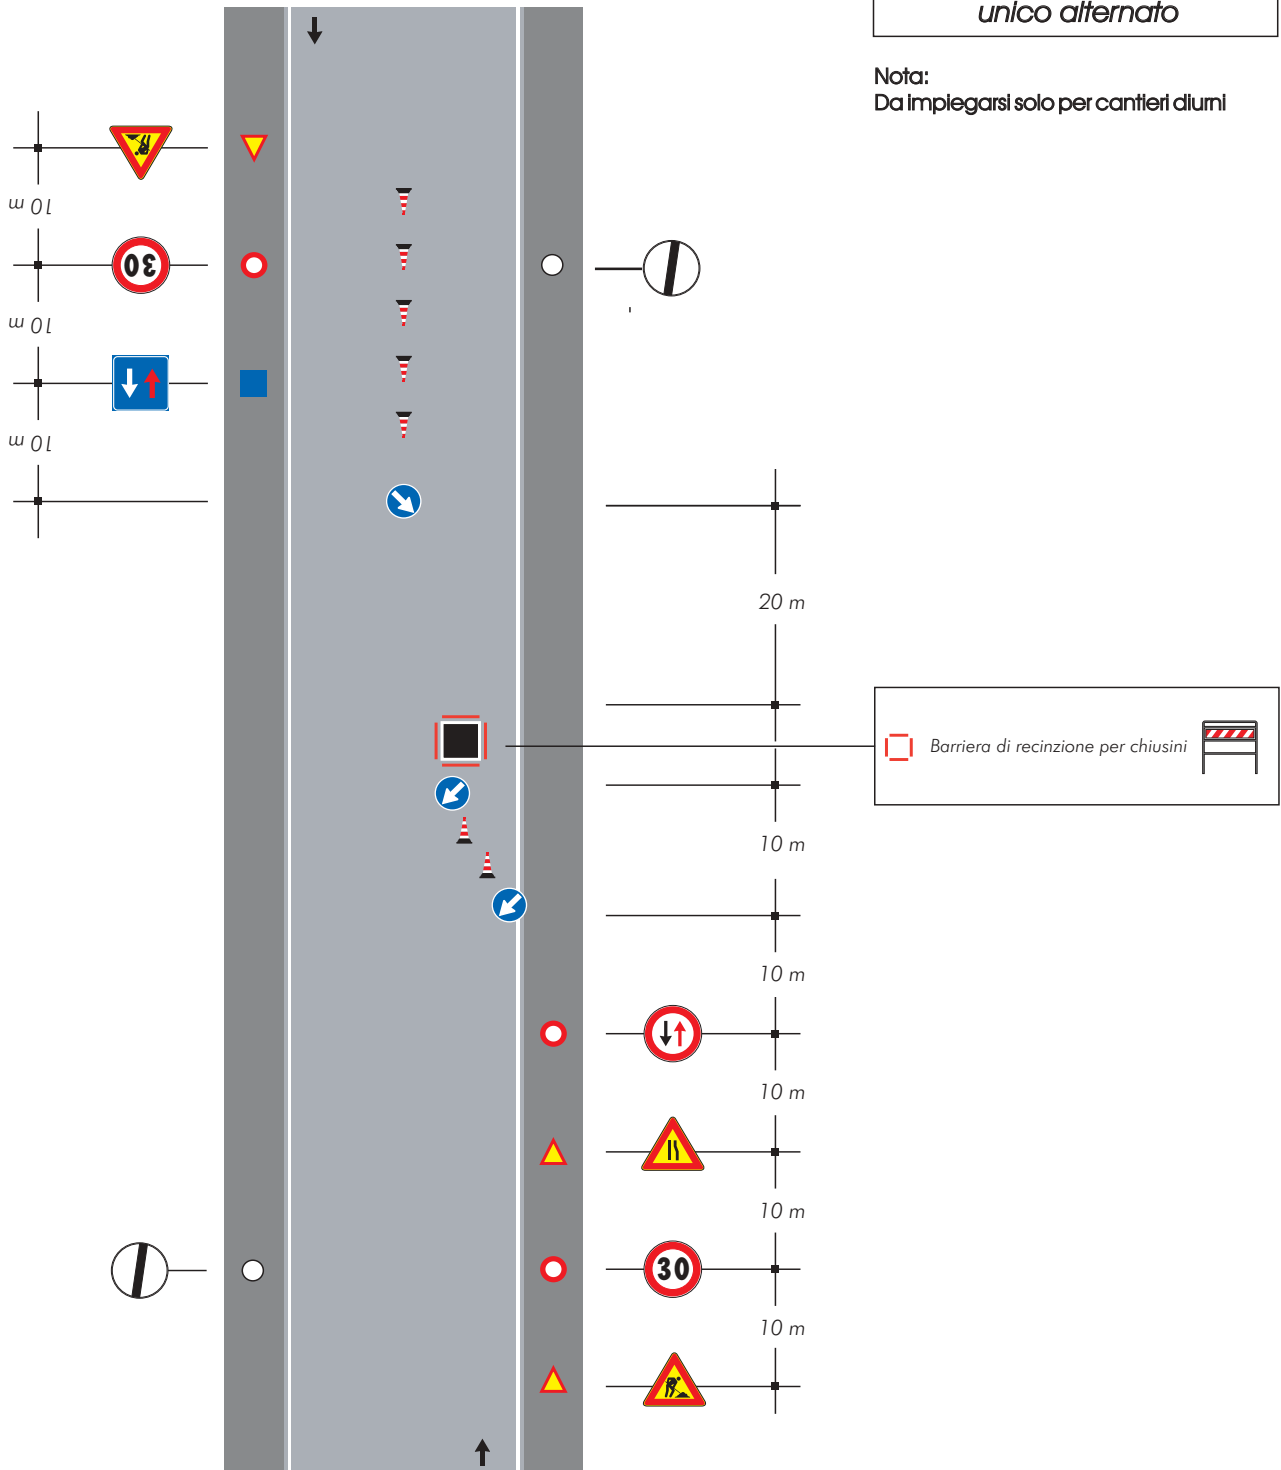 unico alternato
Nota:
Da impiegarsi solo per cantieri diurni
10 m
30
10 m
10 m
20 m
Barriera di recinzione per chiusini
10 m
10 m
10 m
10 m
30
10 m